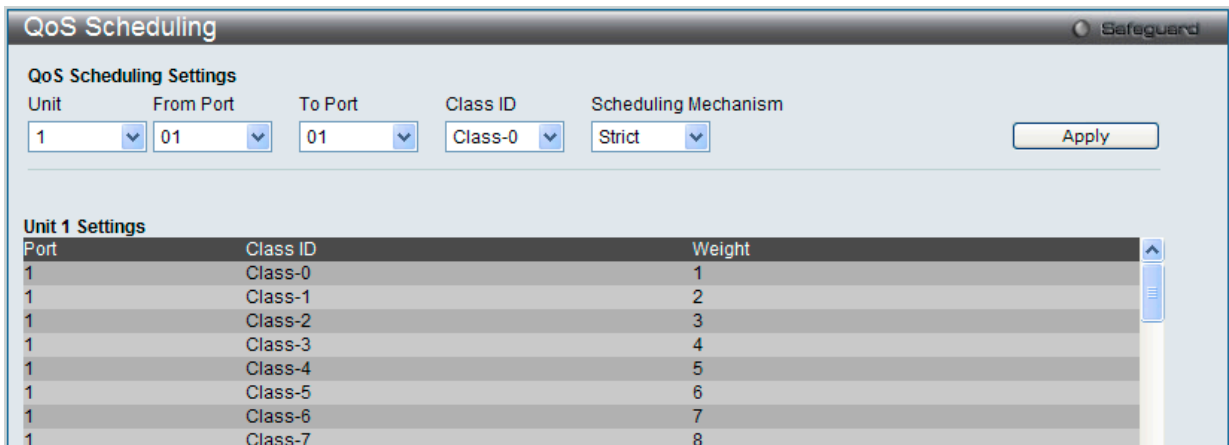 QoS Scheduling Safeguard
QoS Scheduling Settings
Unit From Port To Port Class ID Scheduling Mechanism
1 01 01 Class-0 Strict Apply
Unit 1 Settings
Port Class ID Weight
1 Class-0 1
1 Class-1 2
1 Class-2 3
1 Class-3 4
1 Class-4 5
1 Class-5 6
1 Class-6 7
1 Class-7 8